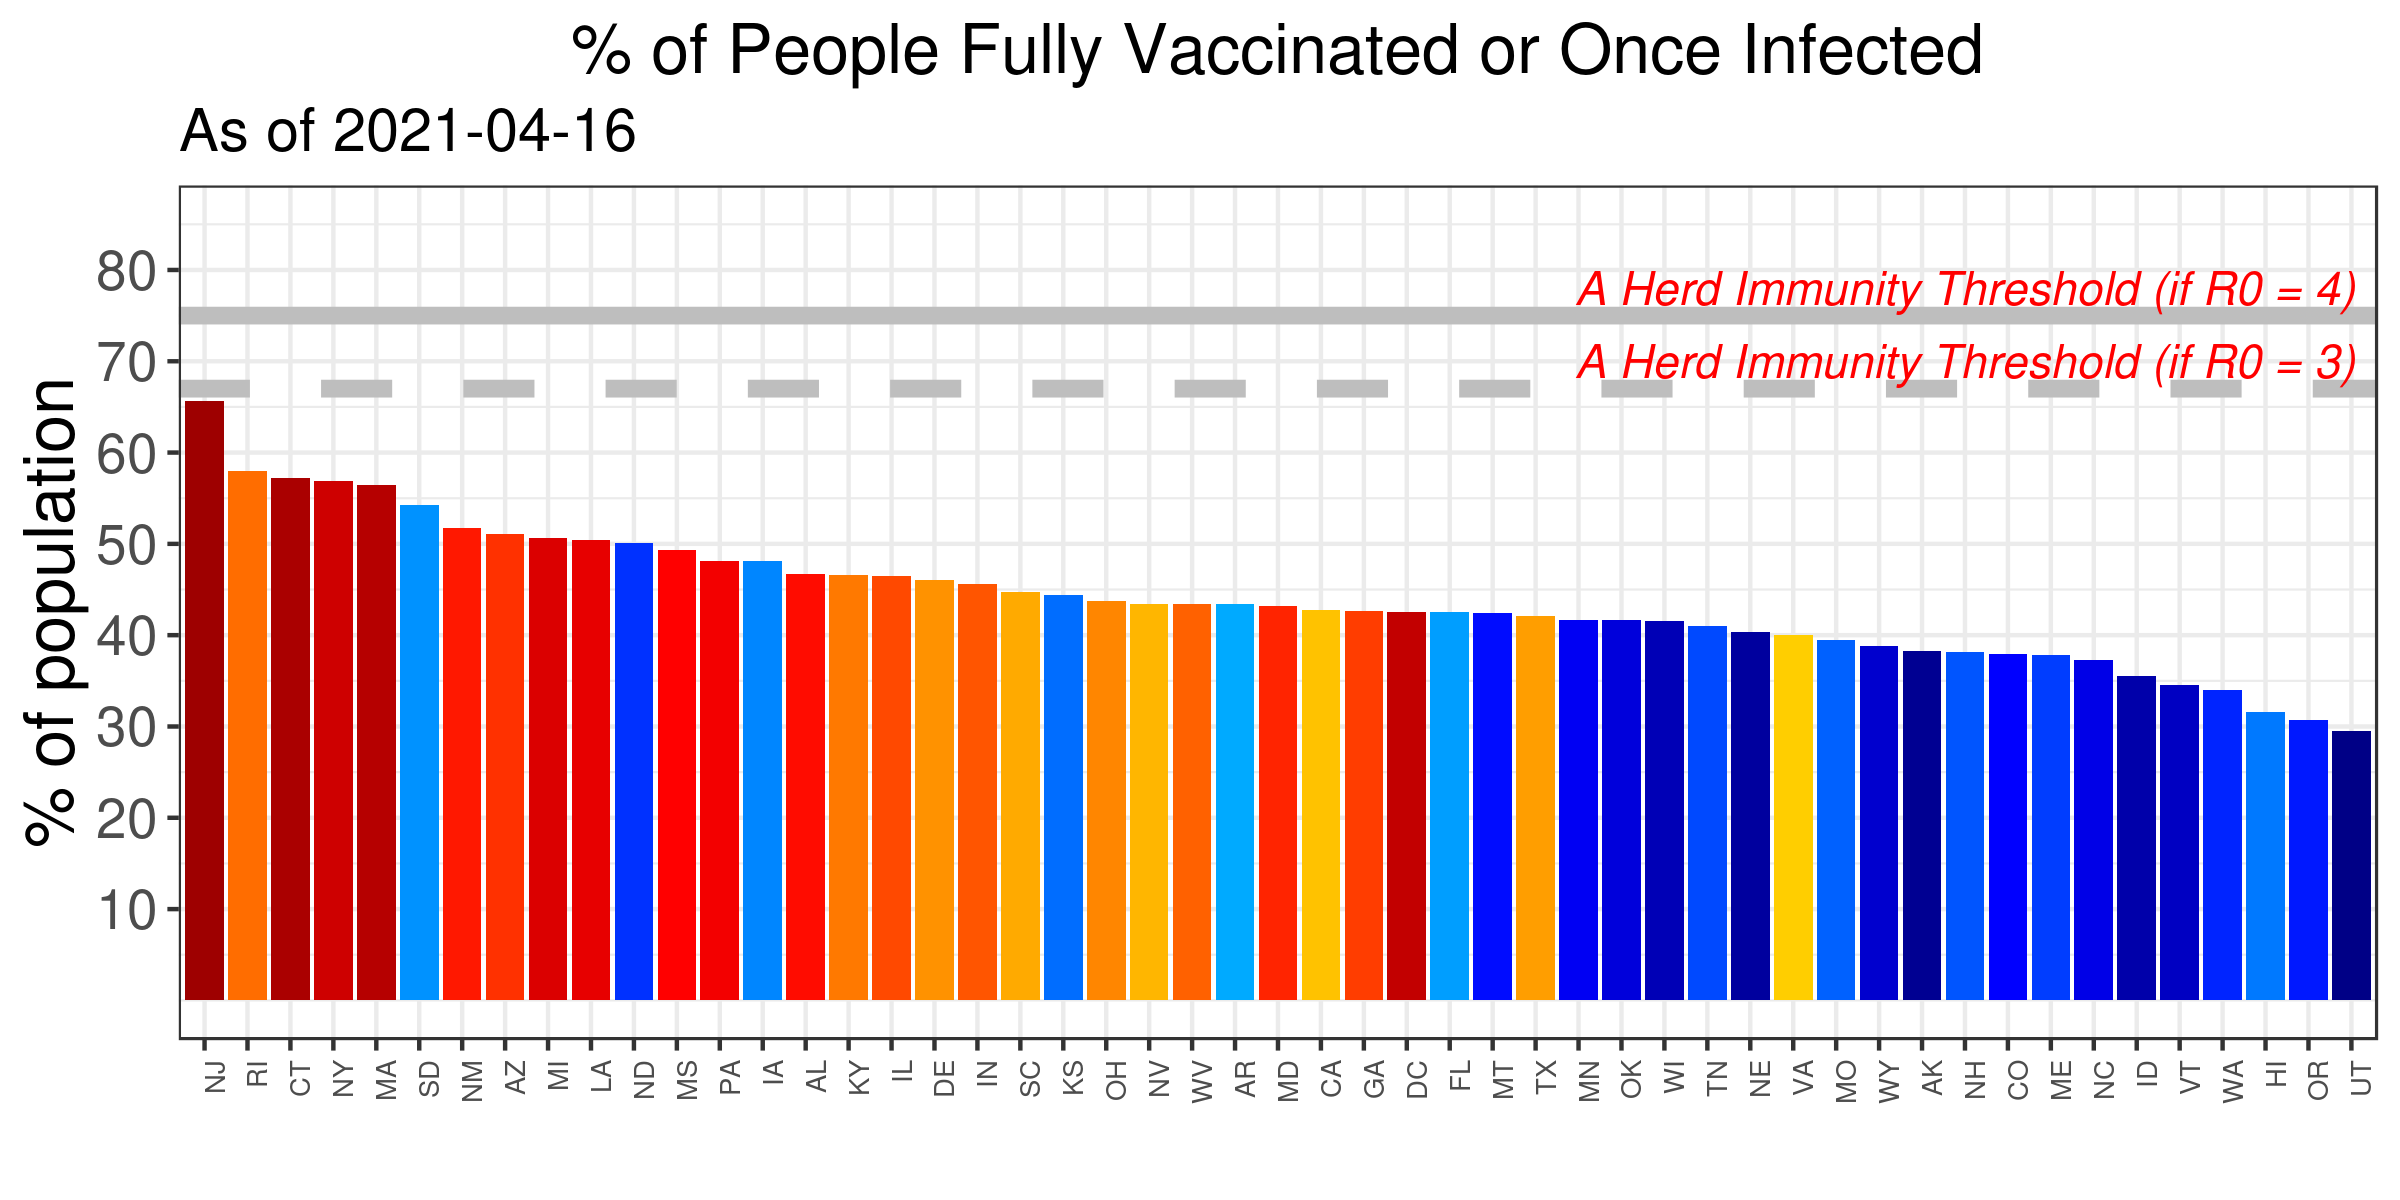 % of People Fully Vaccinated or Once Infected
As of 2021-04-16
% of population
80
70
60
50
40
30
20
10
A Herd Immunity Threshold (if R0 = 4)
A Herd Immunity Threshold (if R0 = 3)
NJ RI CT NY MA SD NM AZ MI LA ND MS PA IA AL KY IL DE IN SC KS OH NV WV AR MD CA GA DC FL MT TX MN OK WI TN NE VA MO WY AK NH CO ME NC ID VT WA HI OR UT